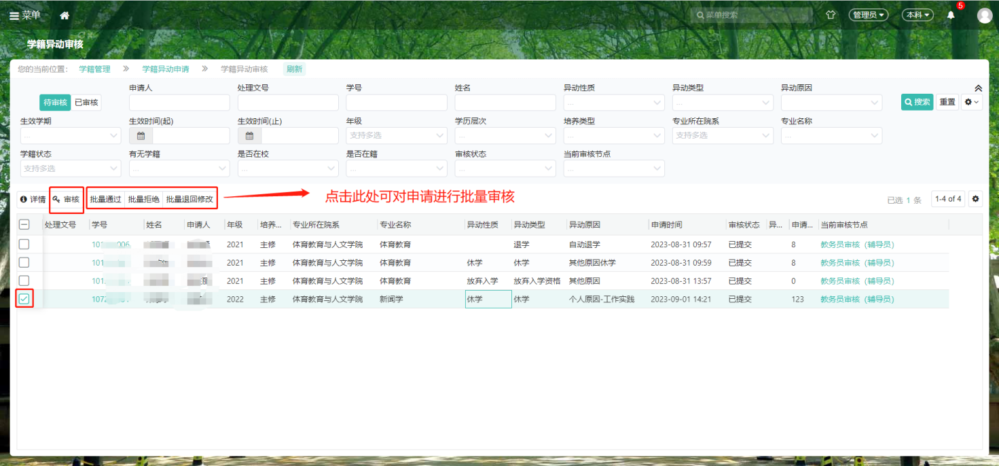 菜单 菜单搜索 管理员 本科 5
学籍异动审核
您的当前位置: 学籍管理 » 学籍异动申请 » 学籍异动审核 刷新
待审核 已审核 申请人 处理文号 学号 姓名 异动性质 ... 异动类型 ... 异动原因 搜索 重置
生效学期 ... 生效时间(起) 生效时间(止) 年级 支持多选 学历层次 ... 培养类型 ... 专业所在院系 支持多选 专业名称 ...
学籍状态 支持多选 有无学籍 ... 是否在校 ... 是否在籍 ... 审核状态 ... 当前审核节点 ...
详情 审核 批量通过 批量拒绝 批量退回修改 点击此处可对申请进行批量审核 已选 1 条 1-4 of 4
处理文号 学号 姓名 申请人 年级 培养... 专业所在院系 专业名称 异动性质 异动类型 异动原因 申请时间 审核状态 异... 申请... 当前审核节点
2021 主修 体育教育与人文学院 体育教育 退学 自动退学 2023-08-31 09:57 已提交 8 教务员审核（辅导员）
2021 主修 体育教育与人文学院 体育教育 休学 休学 其他原因休学 2023-08-31 09:59 已提交 8 教务员审核（辅导员）
2021 主修 体育教育与人文学院 体育教育 放弃入学 放弃入学资格 其他原因 2023-08-31 13:57 已提交 0 教务员审核（辅导员）
2022 主修 体育教育与人文学院 新闻学 休学 休学 个人原因-工作实践 2023-09-01 14:21 已提交 123 教务员审核（辅导员）